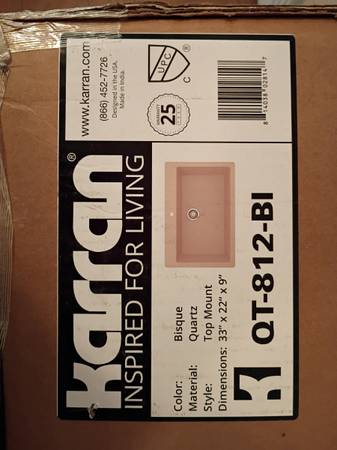 www.karran.com
(866) 452-7726
Designed in the USA.
Made in India.
WARRANTY
25
UPC
®
C
karran®
INSPIRED FOR LIVING
Color: Bisque
Material: Quartz
Style: Top Mount
Dimensions: 33" x 22" x 9"
QT-812-BI